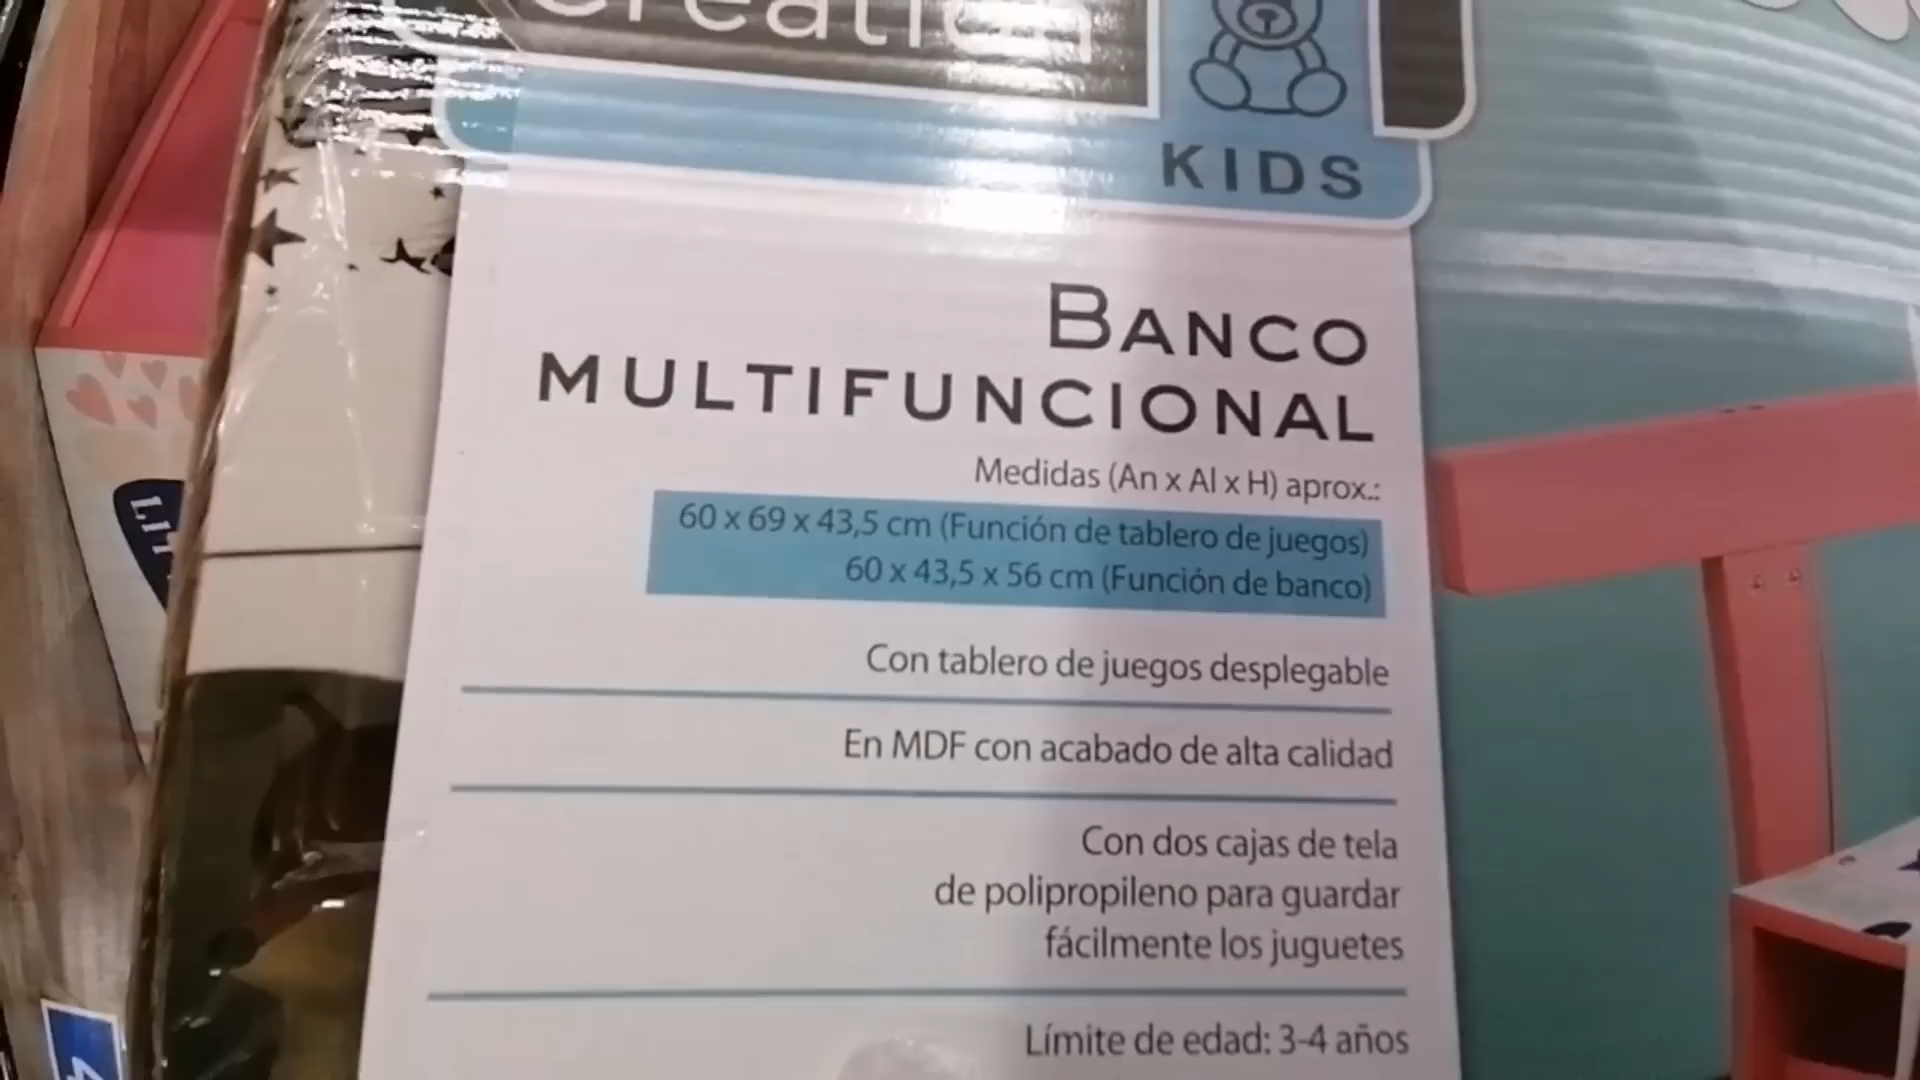 Creation
KIDS
BANCO
MULTIFUNCIONAL
Medidas (An x Al x H) aprox.:
60 x 69 x 43,5 cm (Función de tablero de juegos)
60 x 43,5 x 56 cm (Función de banco)
Con tablero de juegos desplegable
En MDF con acabado de alta calidad
Con dos cajas de tela
de polipropileno para guardar
fácilmente los juguetes
Límite de edad: 3-4 años